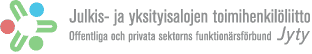 Julkis- ja yksityisalojen toimihenkilöliitto
Offentliga och privata sektorns funktionärsförbund Jyty